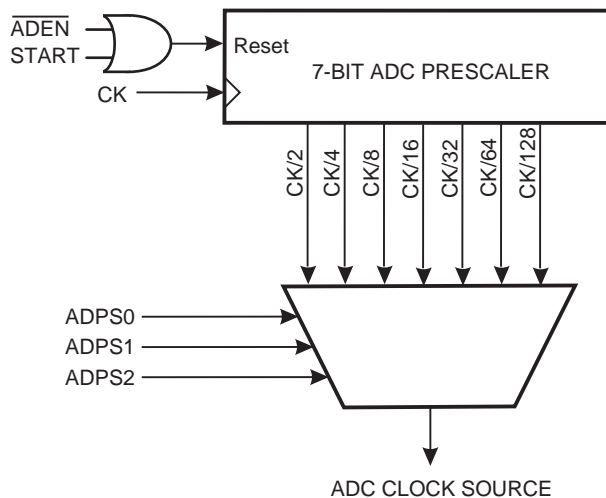 ADEN
START
Reset
7-BIT ADC PRESCALER
CK
CK/2
CK/4
CK/8
CK/16
CK/32
CK/64
CK/128
ADPS0
ADPS1
ADPS2
ADC CLOCK SOURCE